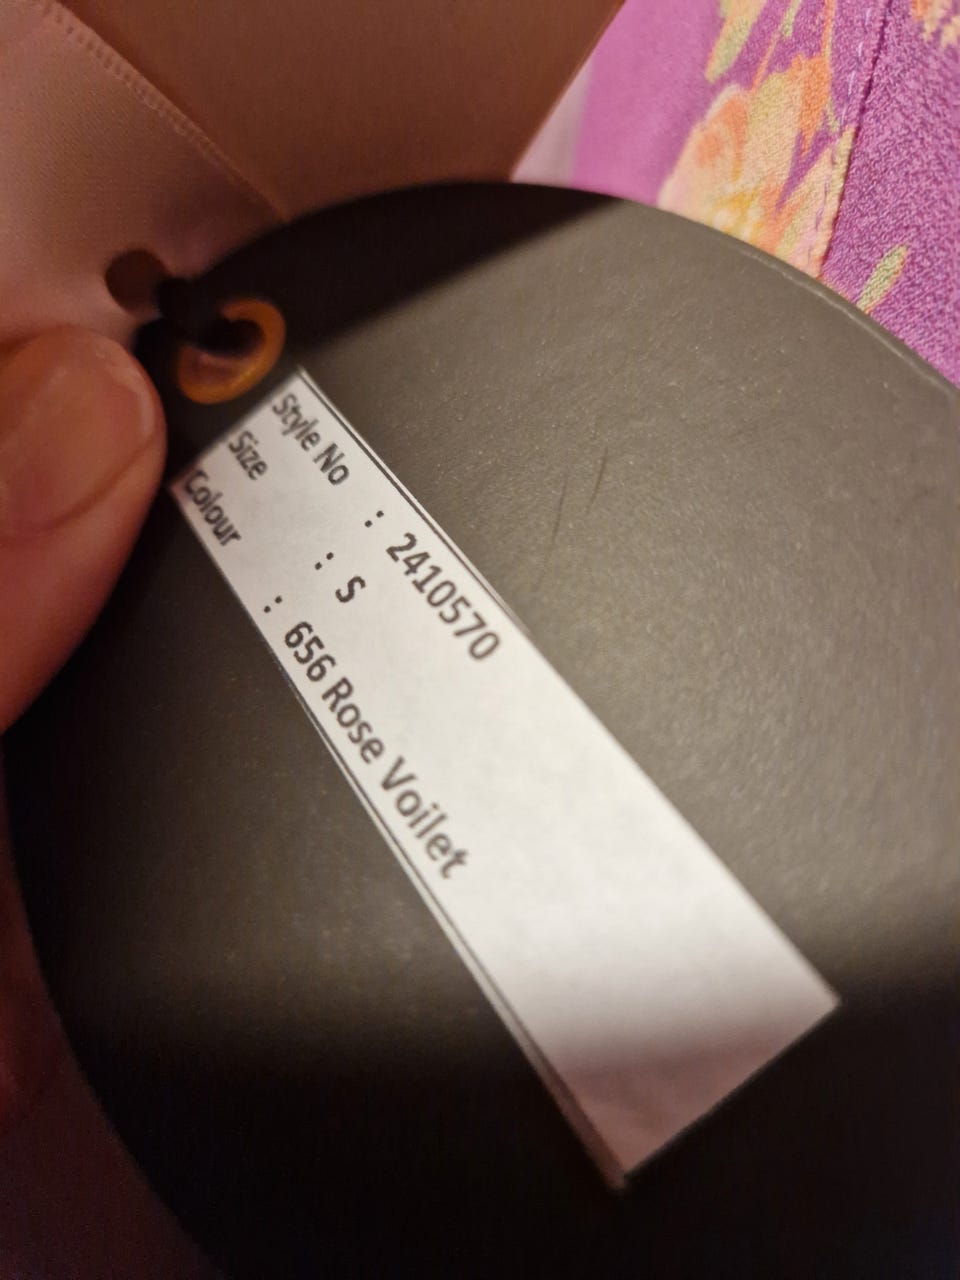 Style No : 2410570
Size : S
Colour : 656 Rose Voilet